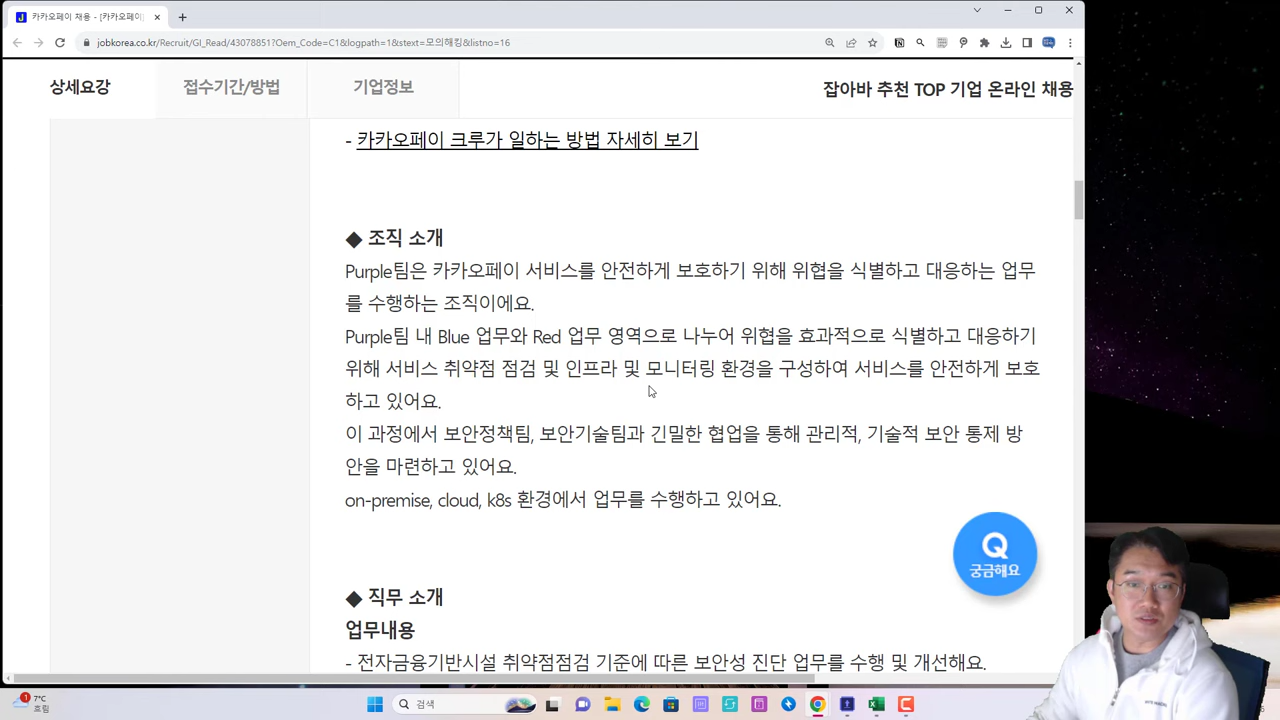 카카오페이 채용 - [카카오페이]
jobkorea.co.kr/Recruit/GI_Read/43078851?Oem_Code=C1&logpath=1&stext=모의해킹&listno=16
상세요강
접수기간/방법
기업정보
잡아바 추천 TOP 기업 온라인 채용
- 카카오페이 크루가 일하는 방법 자세히 보기
◆ 조직 소개
Purple팀은 카카오페이 서비스를 안전하게 보호하기 위해 위협을 식별하고 대응하는 업무
를 수행하는 조직이에요.
Purple팀 내 Blue 업무와 Red 업무 영역으로 나누어 위협을 효과적으로 식별하고 대응하기
위해 서비스 취약점 점검 및 인프라 및 모니터링 환경을 구성하여 서비스를 안전하게 보호
하고 있어요.
이 과정에서 보안정책팀, 보안기술팀과 긴밀한 협업을 통해 관리적, 기술적 보안 통제 방
안을 마련하고 있어요.
on-premise, cloud, k8s 환경에서 업무를 수행하고 있어요.
Q
궁금해요
◆ 직무 소개
업무내용
- 전자금융기반시설 취약점점검 기준에 따른 보안성 진단 업무를 수행 및 개선해요.
1
7°C
흐림
검색